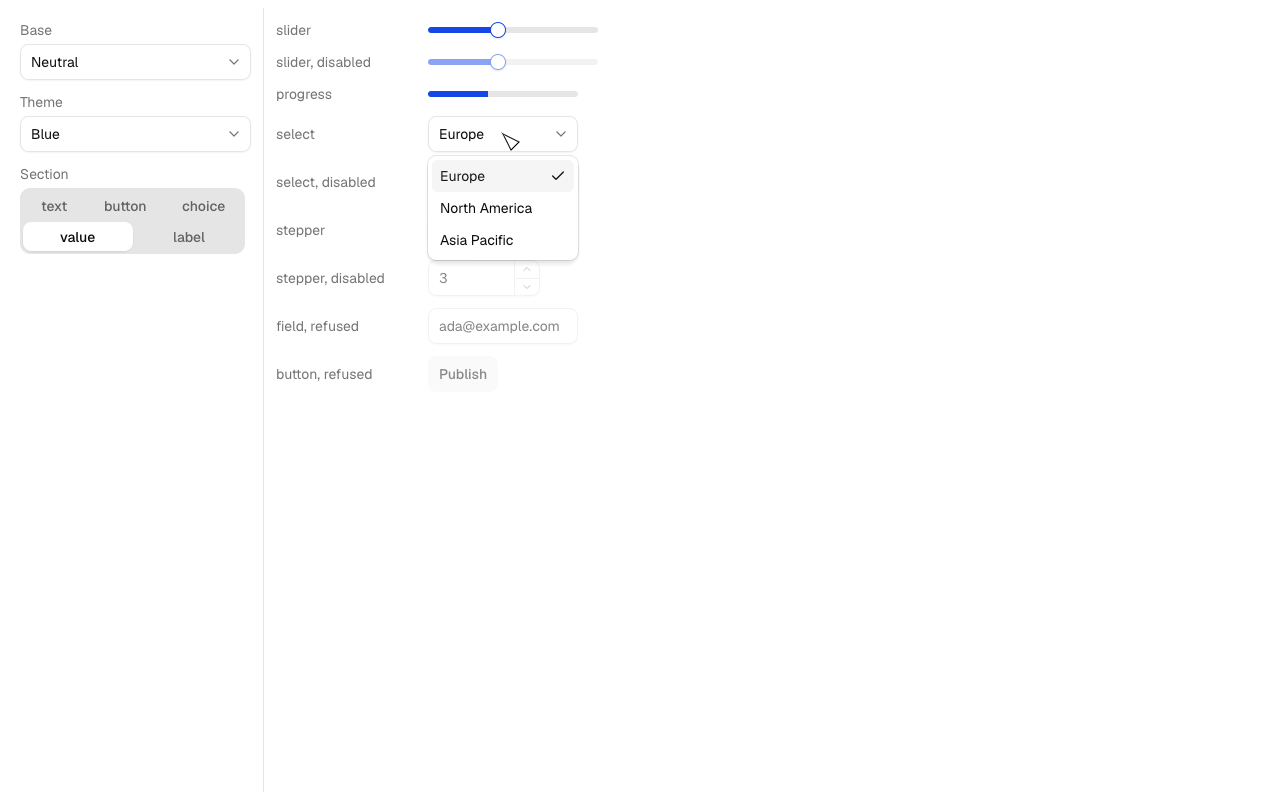 Base
Neutral
Theme
Blue
Section
text button choice
value label
slider
slider, disabled
progress
select Europe
Europe
select, disabled
North America
stepper
Asia Pacific
stepper, disabled 3
field, refused ada@example.com
button, refused Publish